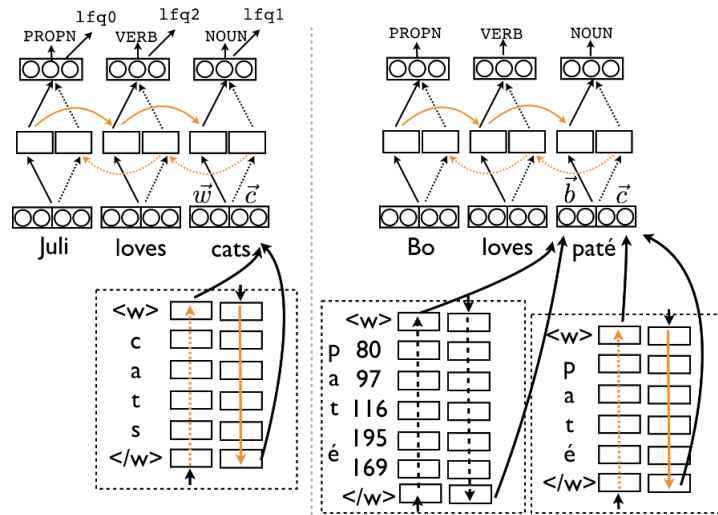 lfq0 lfq2 lfq1
PROPN VERB NOUN
w⃗ c⃗
Juli loves cats
<w>
c
a
t
s
</w>
PROPN VERB NOUN
b⃗ c⃗
Bo loves paté
<w>
p 80
a 97
t 116
195
é 169
</w>
<w>
p
a
t
é
</w>